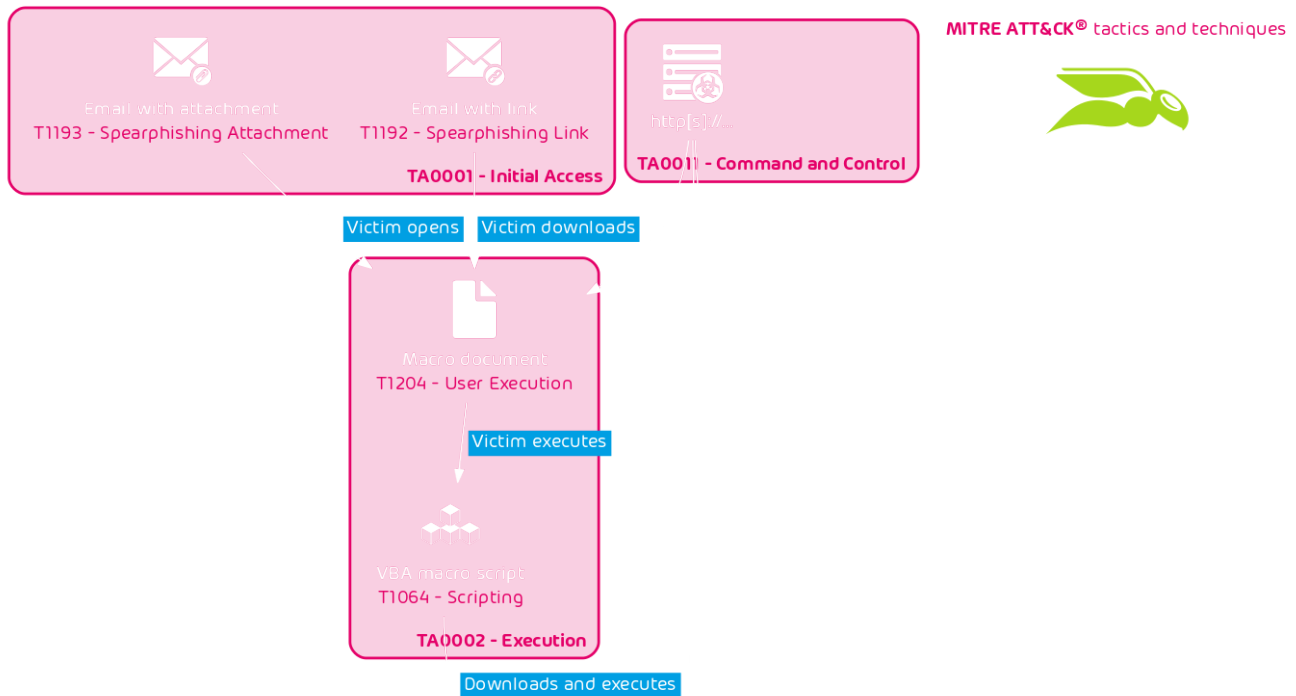 MITRE ATT&CK® tactics and techniques
Email with attachment
T1193 - Spearphishing Attachment
Email with link
T1192 - Spearphishing Link
TA0001 - Initial Access
http[s]//...
TA0011 - Command and Control
Victim opens
Victim downloads
Macro document
T1204 - User Execution
Victim executes
VBA macro script
T1064 - Scripting
TA0002 - Execution
Downloads and executes